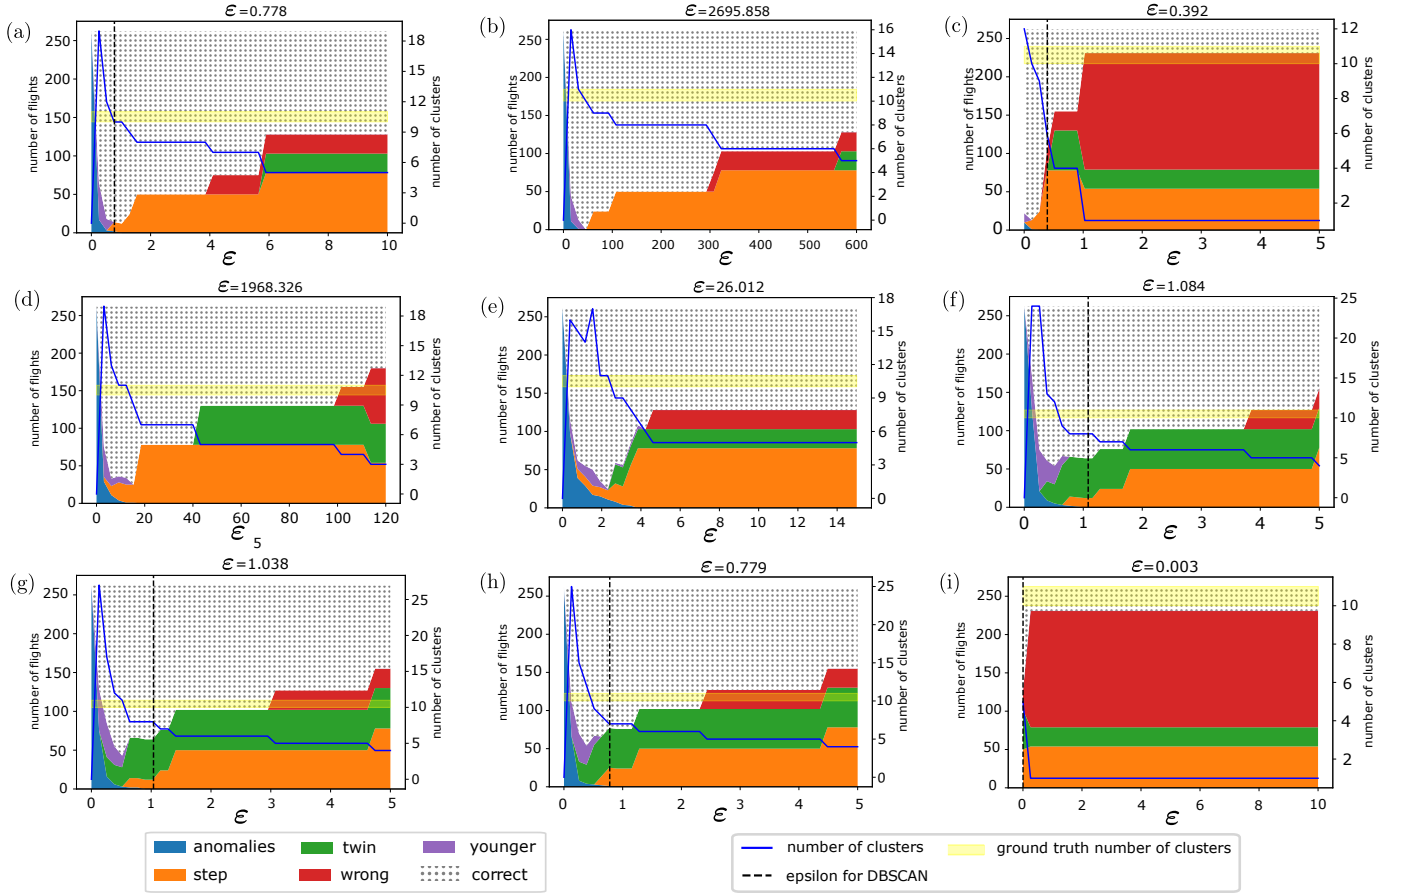 (a)
ε=0.778
number of flights
250
200
150
100
50
0
0 2 4 6 8 10
ε
18
15
12
9
6
3
0
number of clusters
(b)
ε=2695.858
number of flights
250
200
150
100
50
0
0 100 200 300 400 500 600
ε
16
14
12
10
8
6
4
2
0
number of clusters
(c)
ε=0.392
number of flights
250
200
150
100
50
0
0 1 2 3 4 5
ε
12
10
8
6
4
2
number of clusters
(d)
ε=1968.326
number of flights
250
200
150
100
50
0
0 20 40 60 80 100 120
ε
5
18
15
12
9
6
3
0
number of clusters
(e)
ε=26.012
number of flights
250
200
150
100
50
0
0 2 4 6 8 10 12 14
ε
18
15
12
9
6
3
0
number of clusters
(f)
ε=1.084
number of flights
250
200
150
100
50
0
0 1 2 3 4 5
ε
25
20
15
10
5
0
number of clusters
(g)
ε=1.038
number of flights
250
200
150
100
50
0
0 1 2 3 4 5
ε
25
20
15
10
5
0
number of clusters
(h)
ε=0.779
number of flights
250
200
150
100
50
0
0 1 2 3 4 5
ε
25
20
15
10
5
0
number of clusters
(i)
ε=0.003
number of flights
250
200
150
100
50
0
0 2 4 6 8 10
ε
10
8
6
4
2
number of clusters
anomalies twin younger
step wrong correct
number of clusters ground truth number of clusters
epsilon for DBSCAN